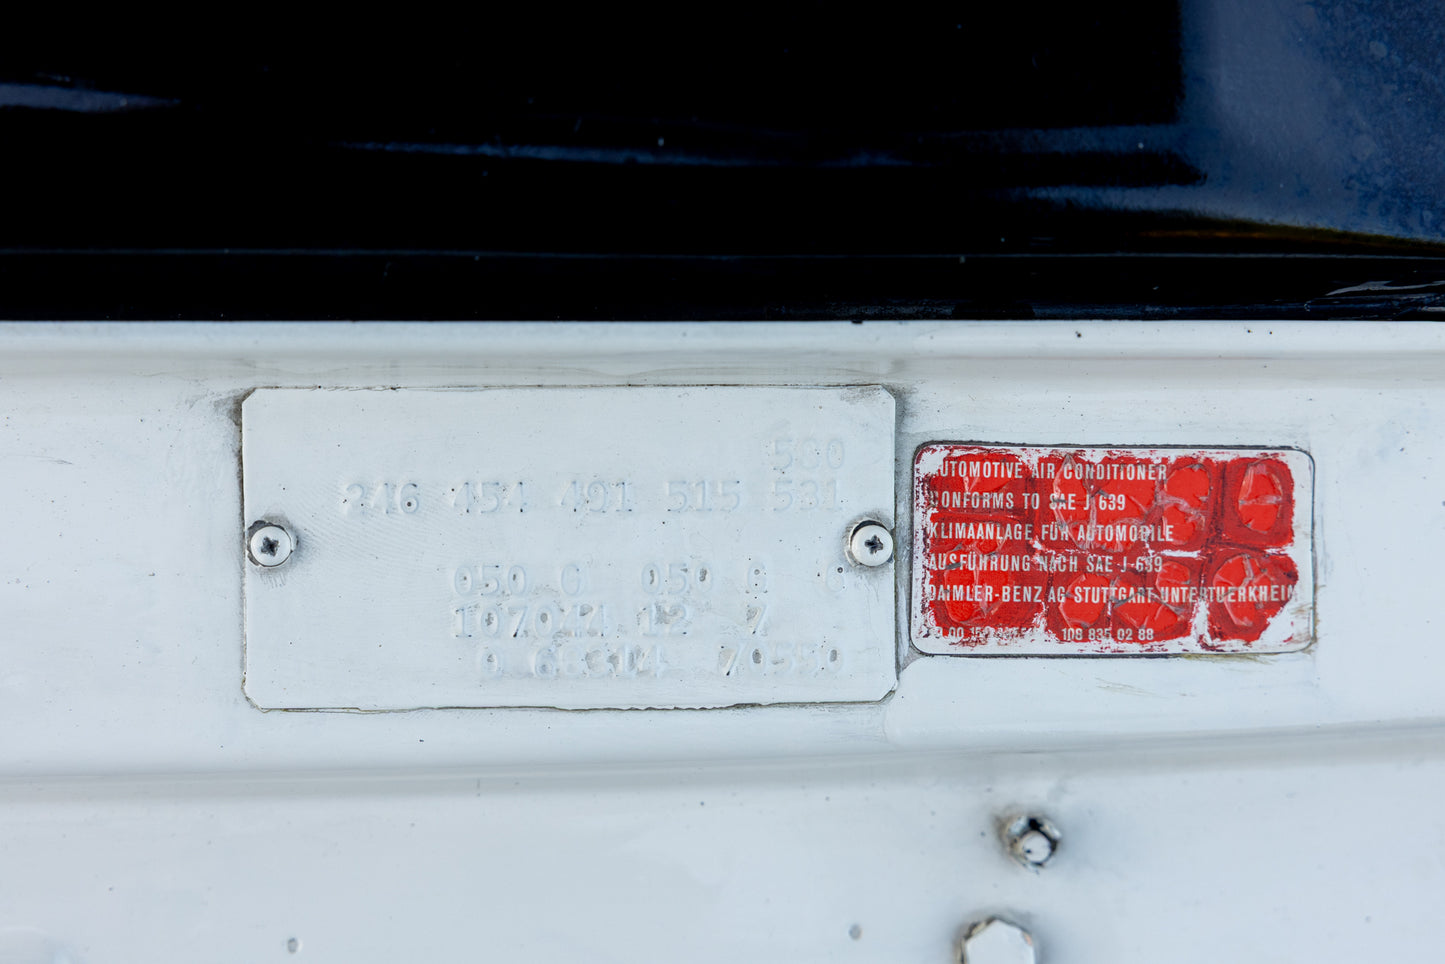 580
246 454 491 515 531
050 G 050 G G
107044 12 7
AUTOMOTIVE AIR CONDITIONER
CONFORMS TO SAE J 639
KLIMAANLAGE FÜR AUTOMOBILE
AUSFÜHRUNG NACH SAE-J-639
DAIMLER-BENZ AG STUTTGART-UNTERTUERKHEIM
108 835 02 88